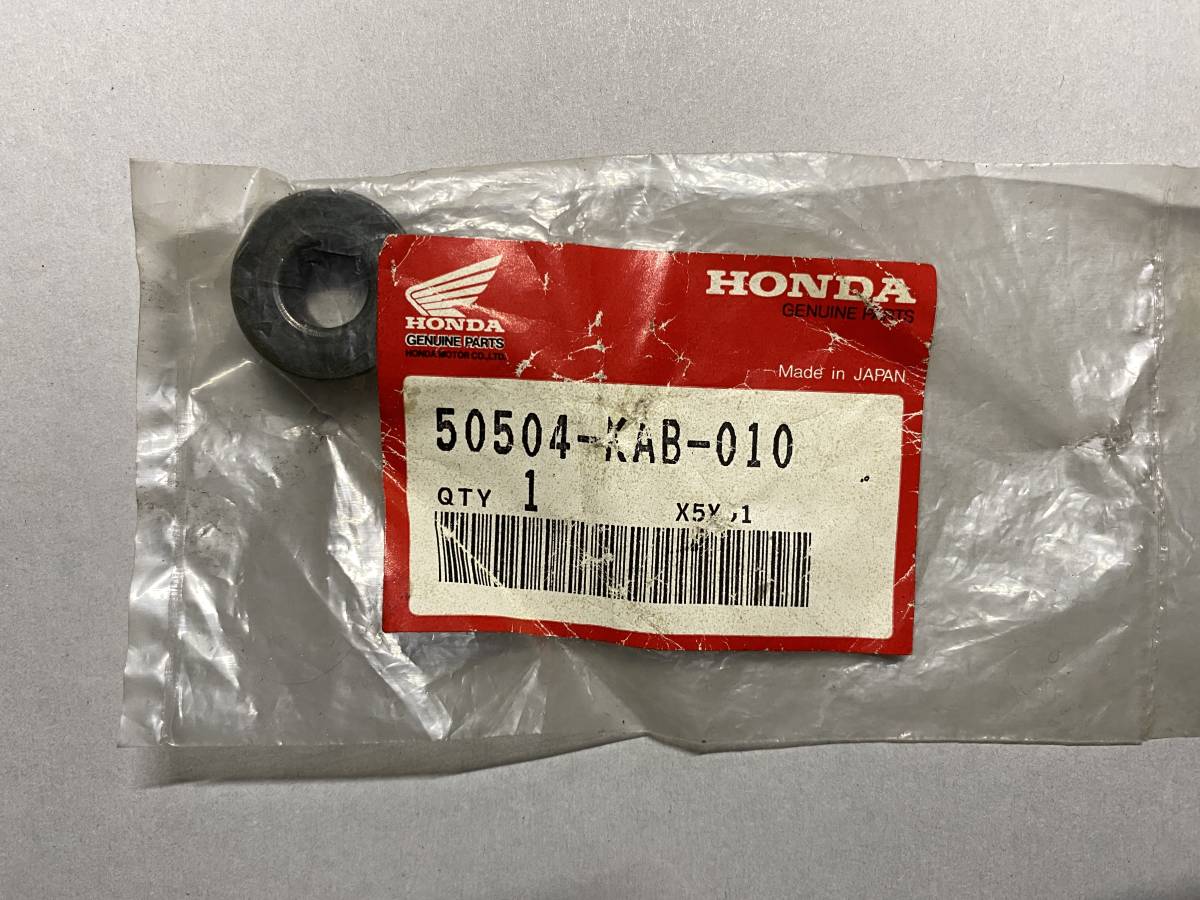 HONDA
GENUINE PARTS
HONDA MOTOR CO., LTD.
HONDA
GENUINE PARTS
Made in JAPAN
50504-KAB-010
QTY 1